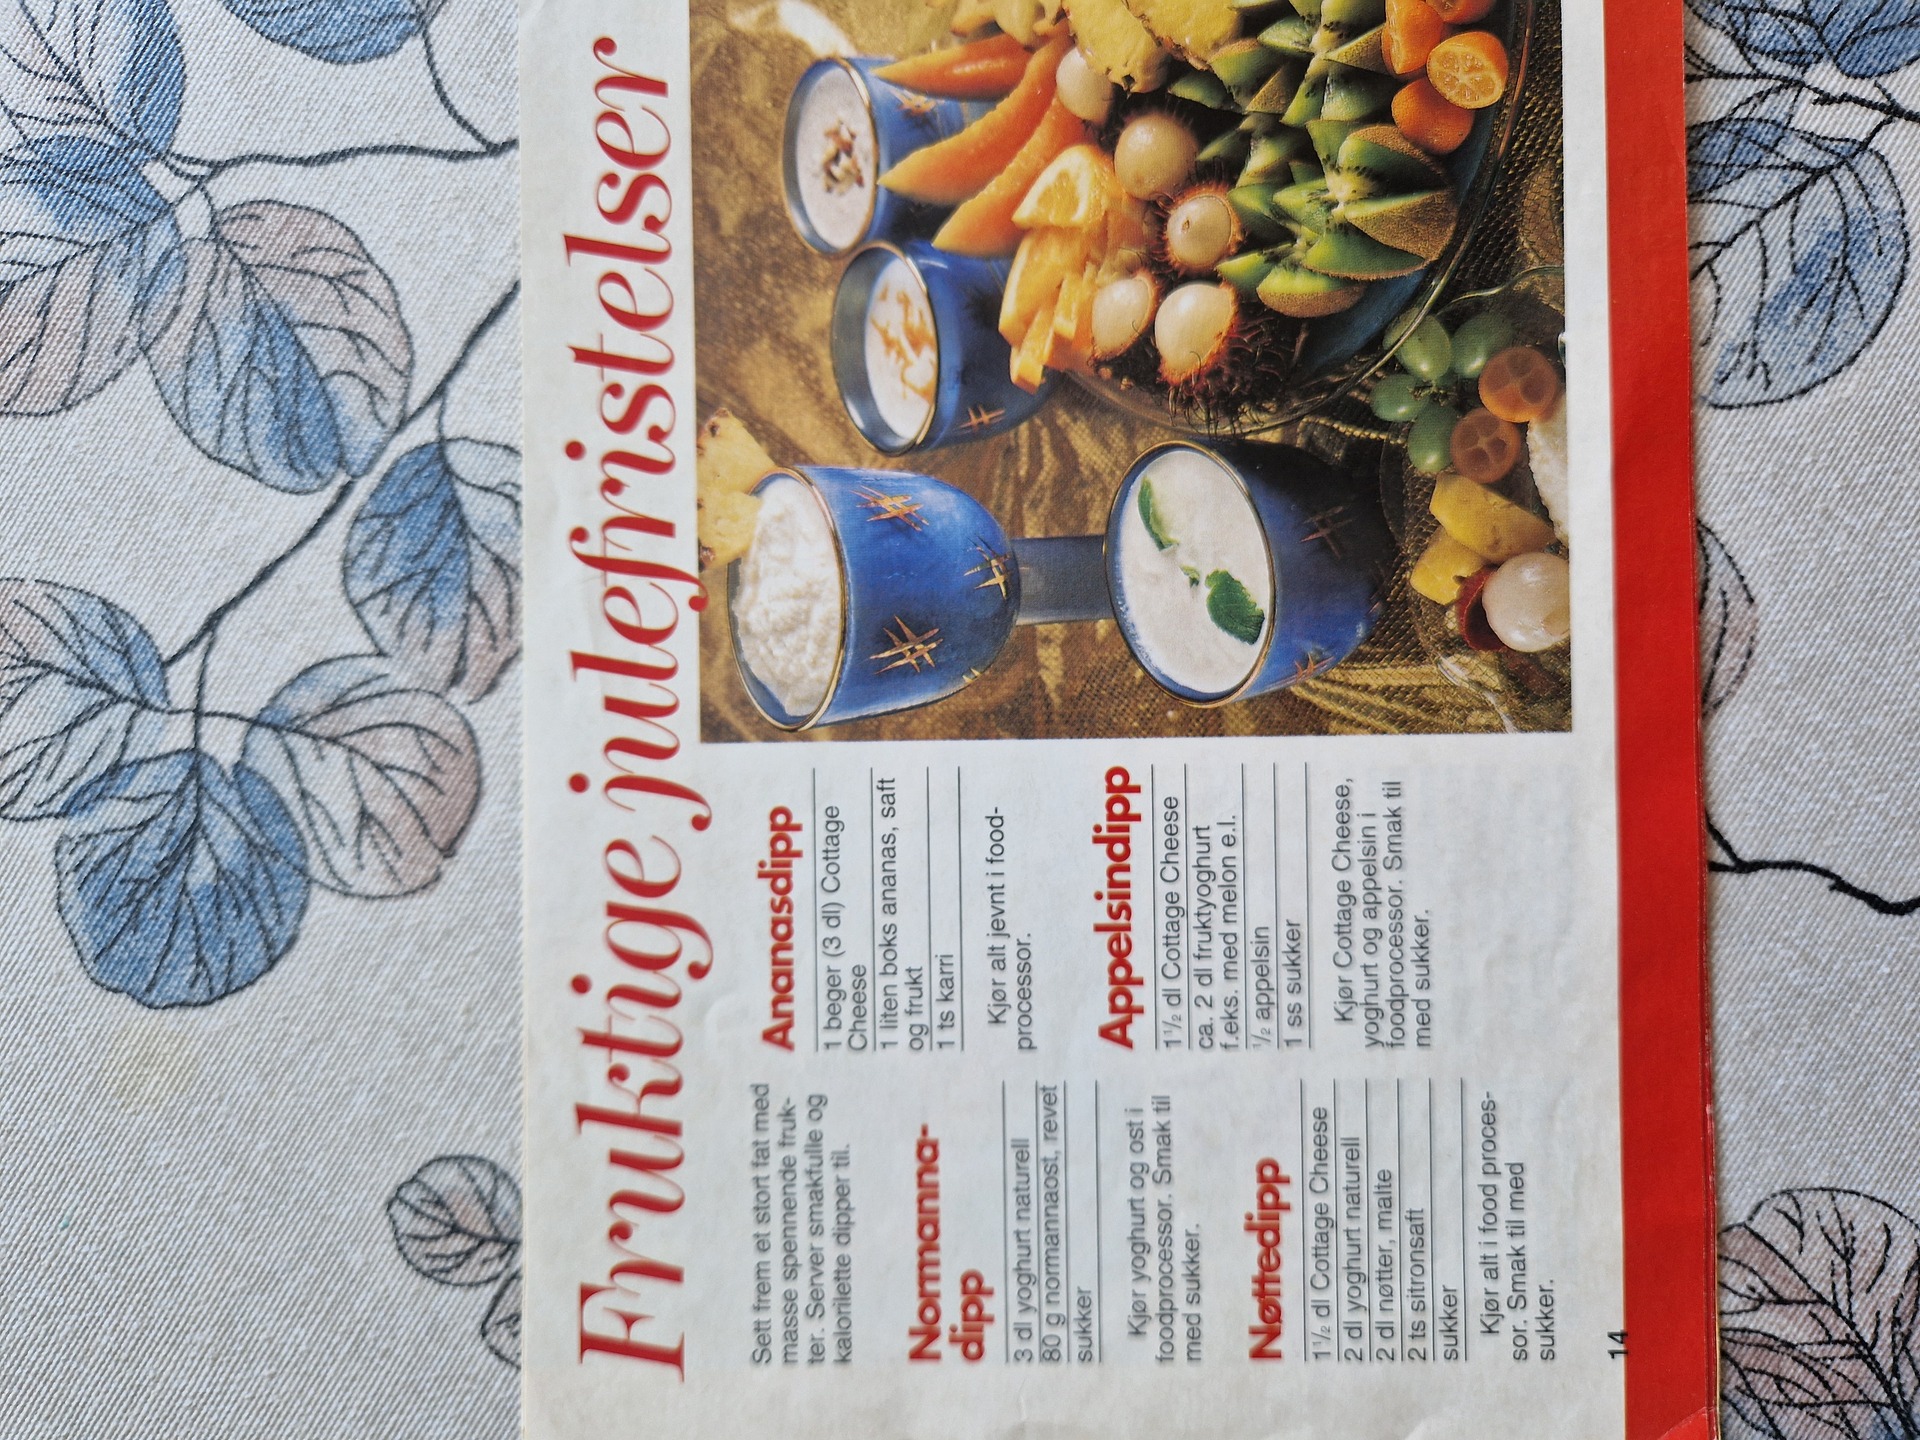 Fruktige julefristelser
Sett frem et stort fat med
masse spennende fruk-
ter. Server smakfulle og
kalorilette dipper til.
Normanna-
dipp
3 dl yoghurt naturell
80 g normannaost, revet
sukker
Kjør yoghurt og ost i
foodprocessor. Smak til
med sukker.
Nøttedipp
1 1/2 dl Cottage Cheese
2 dl yoghurt naturell
2 dl nøtter, malte
2 ts sitronsaft
sukker
Kjør alt i food proces-
sor. Smak til med
sukker.
Ananasdipp
1 beger (3 dl) Cottage
Cheese
1 liten boks ananas, saft
og frukt
1 ts karri
Kjør alt jevnt i food-
processor.
Appelsindipp
1 1/2 dl Cottage Cheese
ca. 2 dl fruktyoghurt
f.eks. med melon e.l.
1/2 appelsin
1 ss sukker
Kjør Cottage Cheese,
yoghurt og appelsin i
foodprocessor. Smak til
med sukker.
14